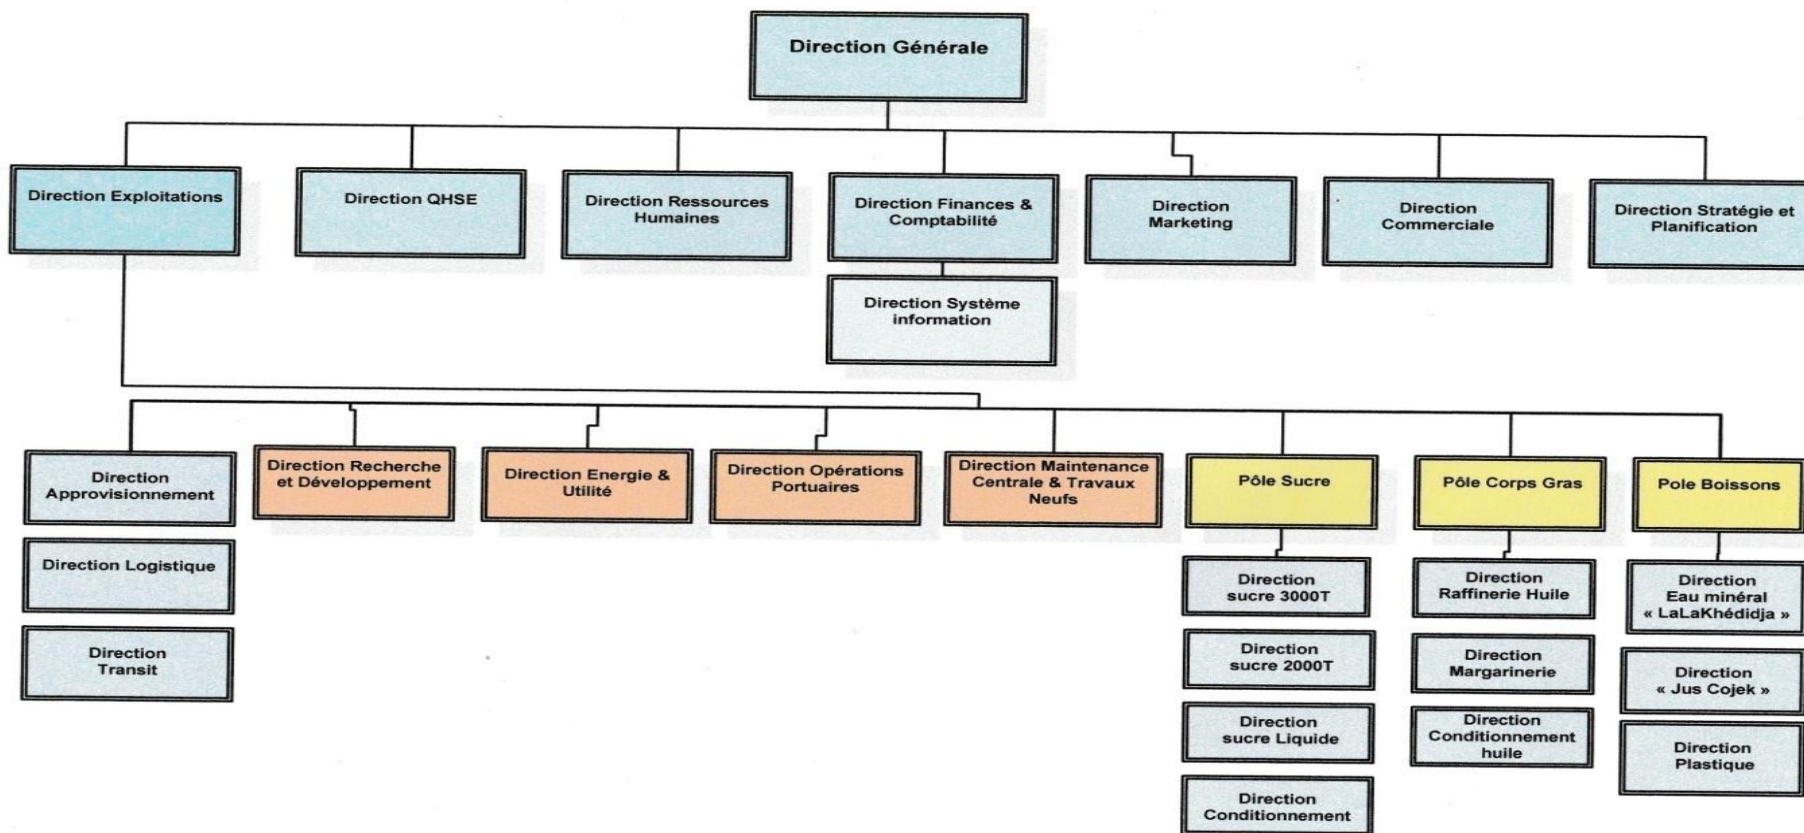 Direction Générale
Direction Exploitations
Direction QHSE
Direction Ressources
Humaines
Direction Finances &
Comptabilité
Direction
Marketing
Direction
Commerciale
Direction Stratégie et
Planification
Direction Système
information
Direction
Approvisionnement
Direction Recherche
et Développement
Direction Energie &
Utilité
Direction Opérations
Portuaires
Direction Maintenance
Centrale & Travaux
Neufs
Pôle Sucre
Pôle Corps Gras
Pole Boissons
Direction Logistique
Direction
Transit
Direction
sucre 3000T
Direction
sucre 2000T
Direction
sucre Liquide
Direction
Conditionnement
Direction
Raffinerie Huile
Direction
Margarinerie
Direction
Conditionnement
huile
Direction
Eau minéral
« LaLaKhédidja »
Direction
« Jus Cojek »
Direction
Plastique